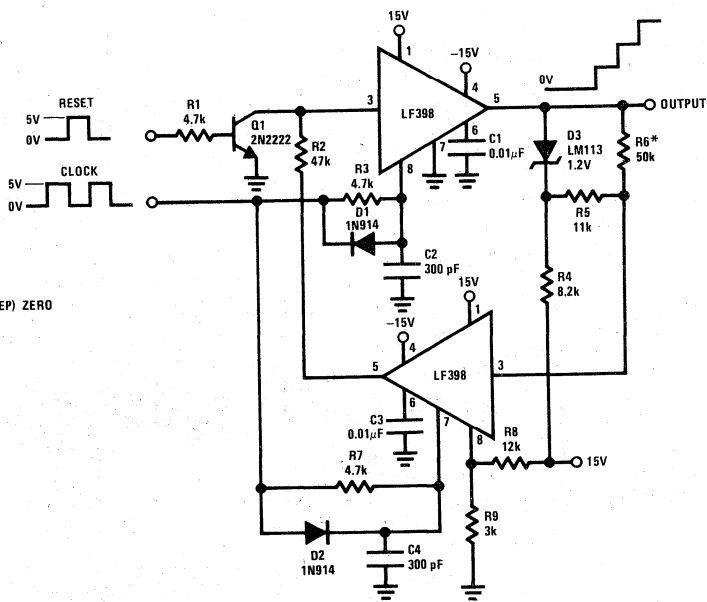 15V
1
-15V
4
0V
RESET
5V
0V
R1
4.7k
Q1
2N2222
3
LF398
5
OUTPUT
6
7
8
C1
0.01µF
D3
LM113
1.2V
R6*
50k
R2
47k
CLOCK
5V
0V
R3
4.7k
D1
1N914
R5
11k
C2
300 pF
R4
8.2k
EP) ZERO
15V
1
-15V
4
5
LF398
3
6
7
8
C3
0.01µF
R8
12k
15V
R7
4.7k
R9
3k
D2
1N914
C4
300 pF